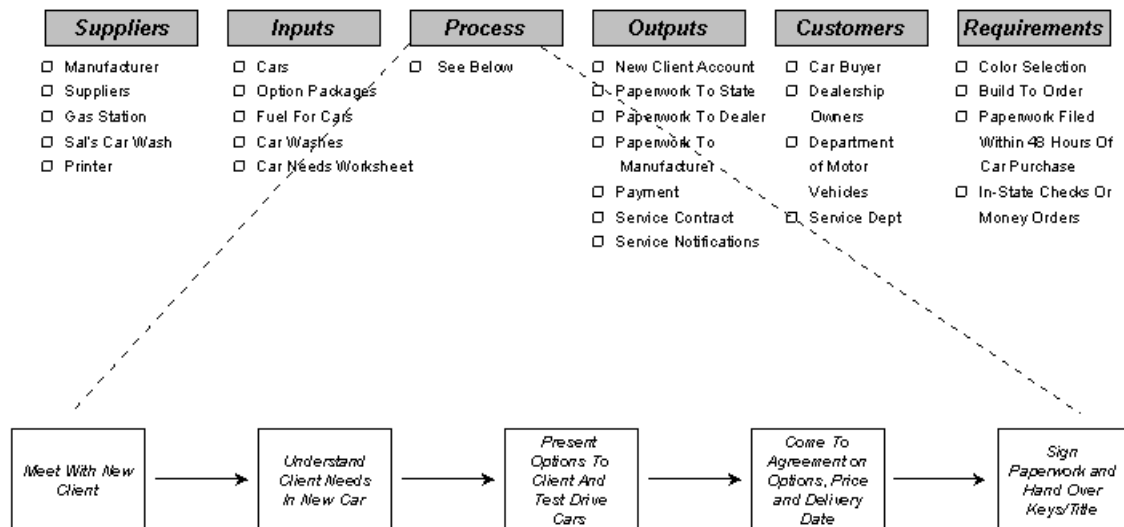 Suppliers
Manufacturer
Suppliers
Gas Station
Sal's Car Wash
Printer
Inputs
Cars
Option Packages
Fuel For Cars
Car Washes
Car Needs Worksheet
Process
See Below
Outputs
New Client Account
Paperwork To State
Paperwork To Dealer
Paperwork To
Manufacturer
Payment
Service Contract
Service Notifications
Customers
Car Buyer
Dealership
Owners
Department
of Motor
Vehicles
Service Dept
Requirements
Color Selection
Build To Order
Paperwork Filed
Within 48 Hours Of
Car Purchase
In-State Checks Or
Money Orders
Meet With New
Client
Understand
Client Needs
In New Car
Present
Options To
Client And
Test Drive
Cars
Come To
Agreement on
Options, Price
and Delivery
Date
Sign
Paperwork and
Hand Over
Keys/Title